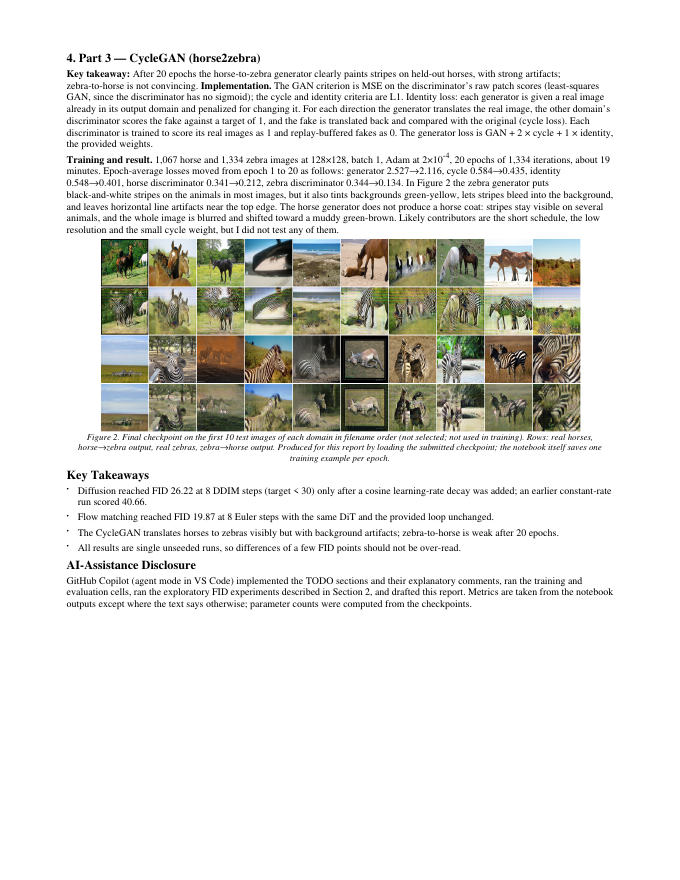 4. Part 3 — CycleGAN (horse2zebra)
Key takeaway: After 20 epochs the horse-to-zebra generator clearly paints stripes on held-out horses, with strong artifacts;
zebra-to-horse is not convincing. Implementation. The GAN criterion is MSE on the discriminator's raw patch scores (least-squares
GAN, since the discriminator has no sigmoid); the cycle and identity criteria are L1. Identity loss: each generator is given a real image
already in its output domain and penalized for changing it. For each direction the generator translates the real image, the other domain's
discriminator scores the fake against a target of 1, and the fake is translated back and compared with the original (cycle loss). Each
discriminator is trained to score its real images as 1 and replay-buffered fakes as 0. The generator loss is GAN + 2 × cycle + 1 × identity,
the provided weights.
Training and result. 1,067 horse and 1,334 zebra images at 128×128, batch 1, Adam at 2×10⁻⁴, 20 epochs of 1,334 iterations, about 19
minutes. Epoch-average losses moved from epoch 1 to 20 as follows: generator 2.527→2.116, cycle 0.584→0.435, identity
0.548→0.401, horse discriminator 0.341→0.212, zebra discriminator 0.344→0.134. In Figure 2 the zebra generator puts
black-and-white stripes on the animals in most images, but it also tints backgrounds green-yellow, lets stripes bleed into the background,
and leaves horizontal line artifacts near the top edge. The horse generator does not produce a horse coat: stripes stay visible on several
animals, and the whole image is blurred and shifted toward a muddy green-brown. Likely contributors are the short schedule, the low
resolution and the small cycle weight, but I did not test any of them.
Figure 2. Final checkpoint on the first 10 test images of each domain in filename order (not selected; not used in training). Rows: real horses,
horse→zebra output, real zebras, zebra→horse output. Produced for this report by loading the submitted checkpoint; the notebook itself saves one
training example per epoch.
Key Takeaways
· Diffusion reached FID 26.22 at 8 DDIM steps (target < 30) only after a cosine learning-rate decay was added; an earlier constant-rate
run scored 40.66.
· Flow matching reached FID 19.87 at 8 Euler steps with the same DiT and the provided loop unchanged.
· The CycleGAN translates horses to zebras visibly but with background artifacts; zebra-to-horse is weak after 20 epochs.
· All results are single unseeded runs, so differences of a few FID points should not be over-read.
AI-Assistance Disclosure
GitHub Copilot (agent mode in VS Code) implemented the TODO sections and their explanatory comments, ran the training and
evaluation cells, ran the exploratory FID experiments described in Section 2, and drafted this report. Metrics are taken from the notebook
outputs except where the text says otherwise; parameter counts were computed from the checkpoints.